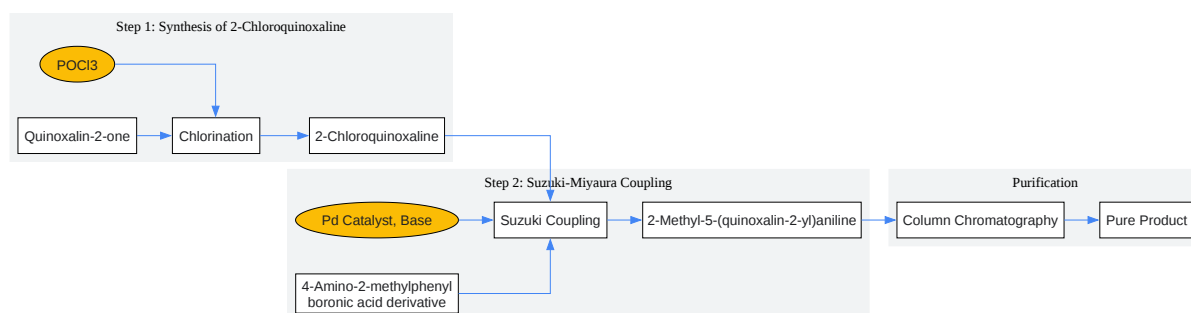 Step 1: Synthesis of 2-Chloroquinoxaline
POCl3
Quinoxalin-2-one
Chlorination
2-Chloroquinoxaline
Step 2: Suzuki-Miyaura Coupling
Pd Catalyst, Base
Suzuki Coupling
2-Methyl-5-(quinoxalin-2-yl)aniline
4-Amino-2-methylphenyl
boronic acid derivative
Purification
Column Chromatography
Pure Product